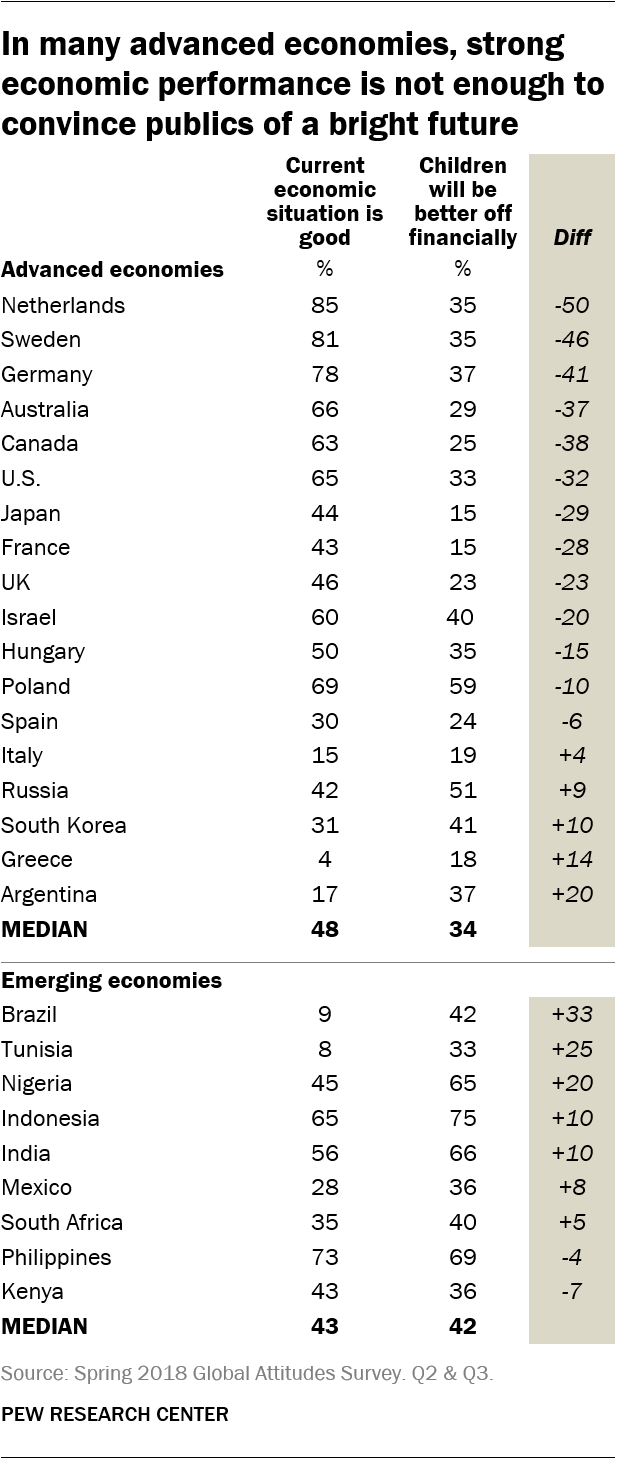 In many advanced economies, strong
economic performance is not enough to
convince publics of a bright future
Current economic situation is good Children will be better off financially Diff
Advanced economies % %
Netherlands 85 35 -50
Sweden 81 35 -46
Germany 78 37 -41
Australia 66 29 -37
Canada 63 25 -38
U.S. 65 33 -32
Japan 44 15 -29
France 43 15 -28
UK 46 23 -23
Israel 60 40 -20
Hungary 50 35 -15
Poland 69 59 -10
Spain 30 24 -6
Italy 15 19 +4
Russia 42 51 +9
South Korea 31 41 +10
Greece 4 18 +14
Argentina 17 37 +20
MEDIAN 48 34
Emerging economies
Brazil 9 42 +33
Tunisia 8 33 +25
Nigeria 45 65 +20
Indonesia 65 75 +10
India 56 66 +10
Mexico 28 36 +8
South Africa 35 40 +5
Philippines 73 69 -4
Kenya 43 36 -7
MEDIAN 43 42
Source: Spring 2018 Global Attitudes Survey. Q2 & Q3.
PEW RESEARCH CENTER